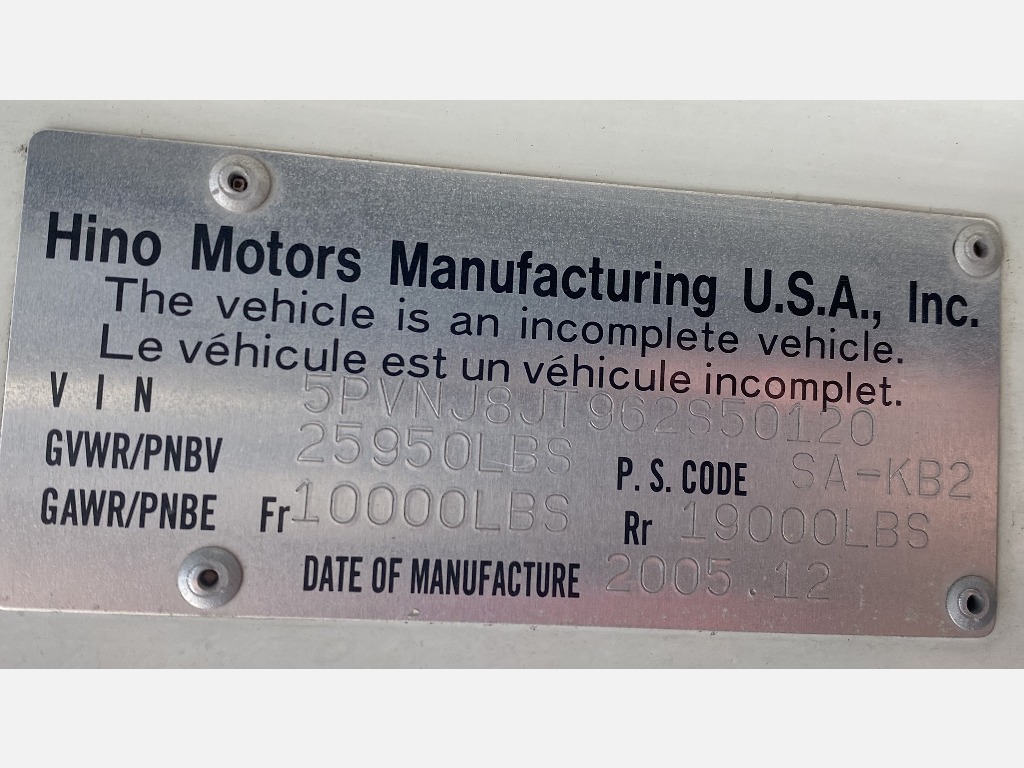 Hino Motors Manufacturing U.S.A., Inc.
The vehicle is an incomplete vehicle.
Le véhicule est un véhicule incomplet.
VIN 5PVNJ8JT962S50120
GVWR/PNBV 25950LBS P. S. CODE SA-KB2
GAWR/PNBE Fr 10000LBS Rr 19000LBS
DATE OF MANUFACTURE 2005.12